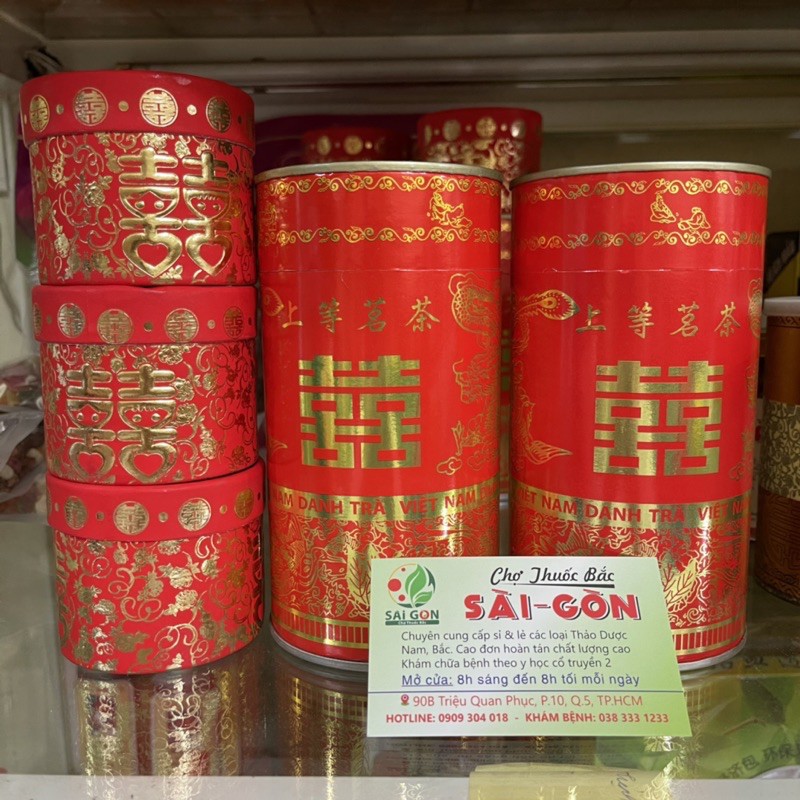 囍
囍
上等茗茶
囍
NAM DANH TRÀ VIỆT NAM
上等茗茶
囍
VIỆT NAM DANH TRÀ VIỆT NAM
SÀI GÒN
Chợ Thuốc Bắc
Chợ Thuốc Bắc
SÀI-GÒN
Chuyên cung cấp sỉ & lẻ các loại Thảo Dược
Nam, Bắc. Cao đơn hoàn tán chất lượng cao
Khám chữa bệnh theo y học cổ truyền 2
Mở cửa: 8h sáng đến 8h tối mỗi ngày
90B Triệu Quang Phục, P.10, Q.5, TP.HCM
HOTLINE: 0909 304 018 - KHÁM BỆNH: 038 333 1233